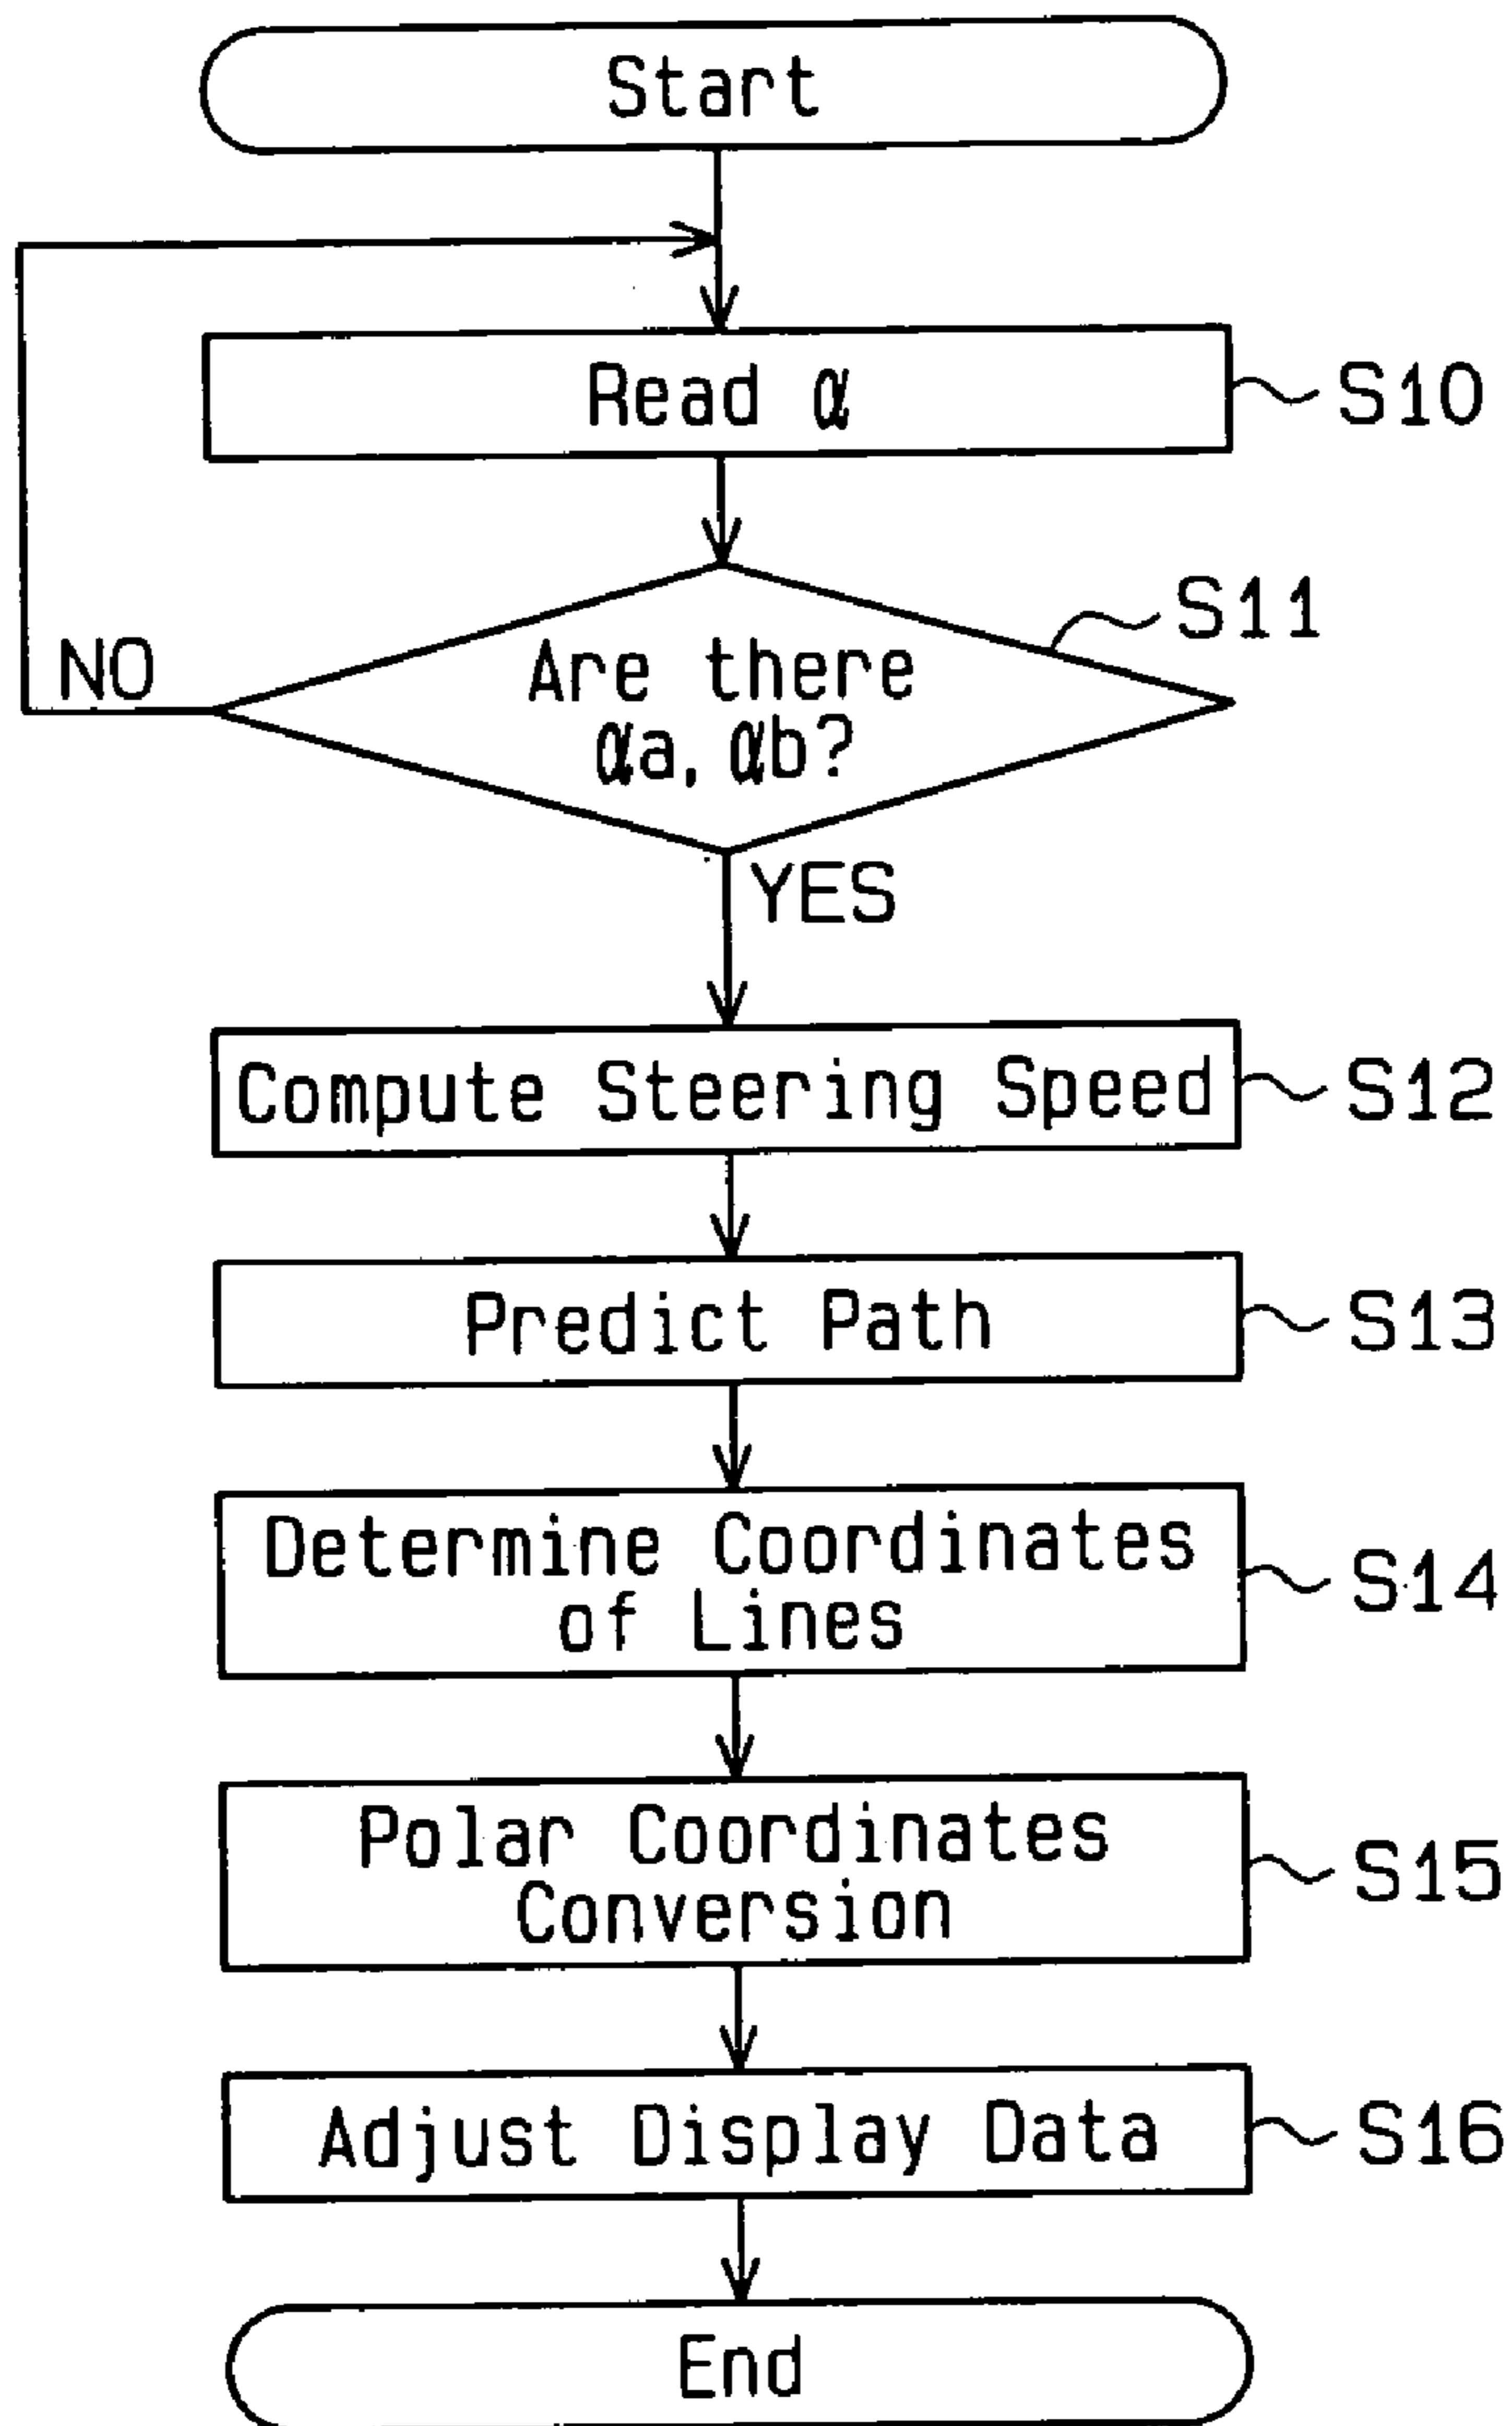 Start
Read α
S10
S11
Are there
αa, αb?
NO
YES
Compute Steering Speed
S12
Predict Path
S13
Determine Coordinates
of Lines
S14
Polar Coordinates
Conversion
S15
Adjust Display Data
S16
End